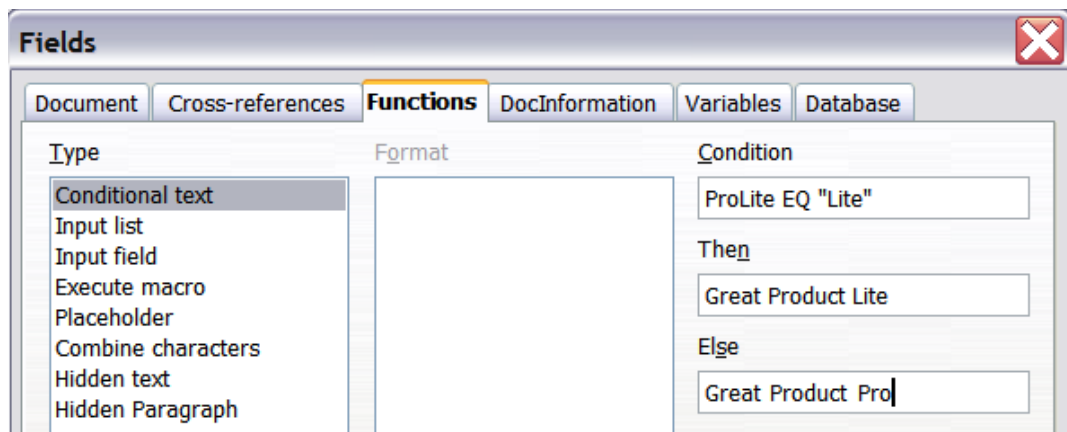 Fields
Document Cross-references Functions DocInformation Variables Database
Type
Conditional text
Input list
Input field
Execute macro
Placeholder
Combine characters
Hidden text
Hidden Paragraph
Format
Condition
ProLite EQ "Lite"
Then
Great Product Lite
Else
Great Product Pro